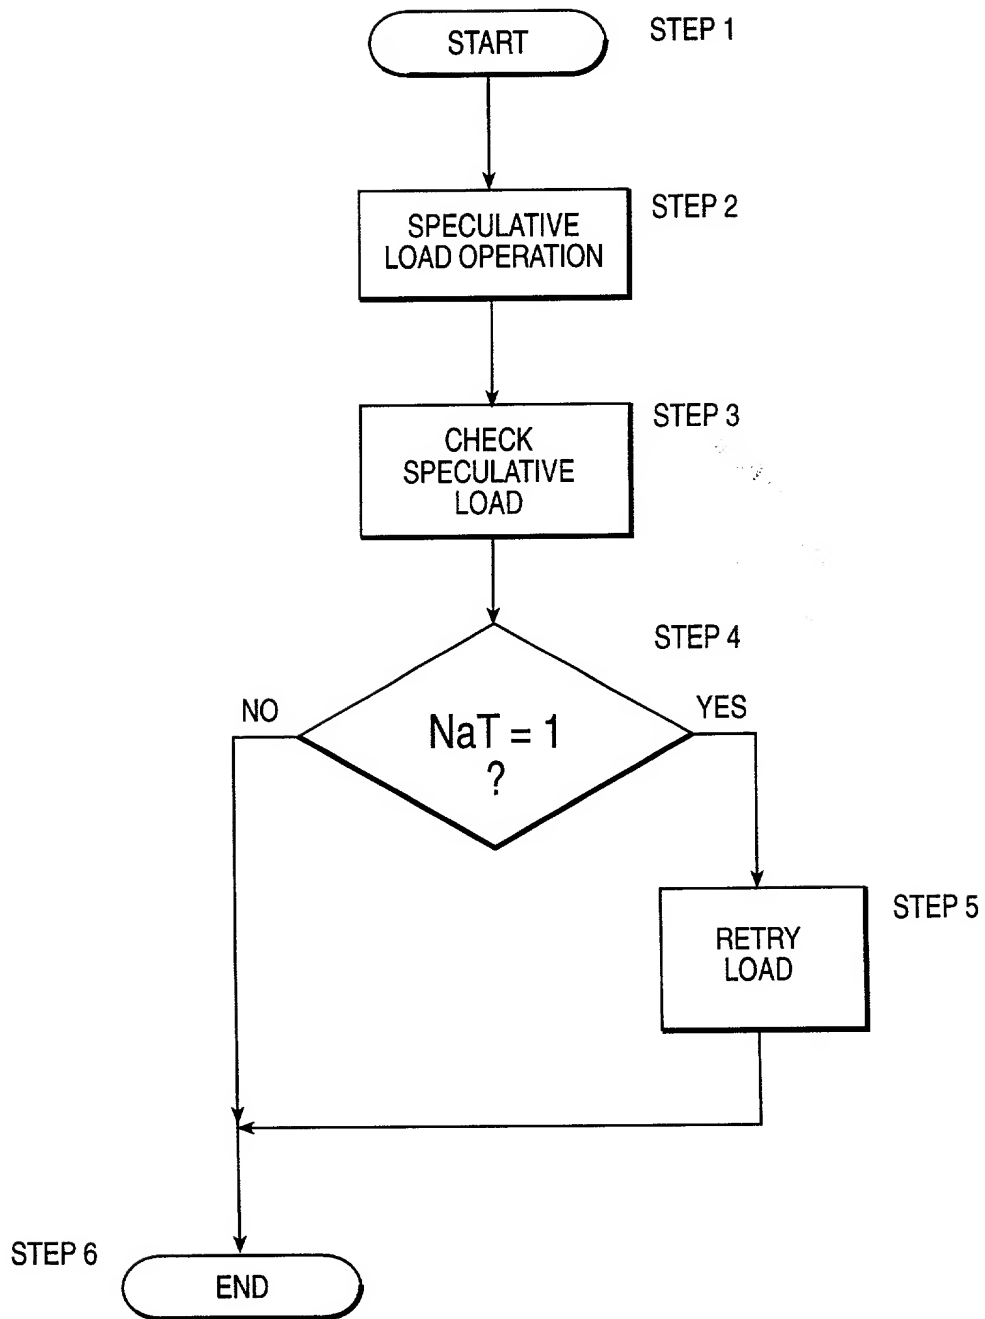 START
STEP 1
SPECULATIVE
LOAD OPERATION
STEP 2
CHECK
SPECULATIVE
LOAD
STEP 3
STEP 4
NO
YES
NaT = 1
?
STEP 5
RETRY
LOAD
STEP 6
END